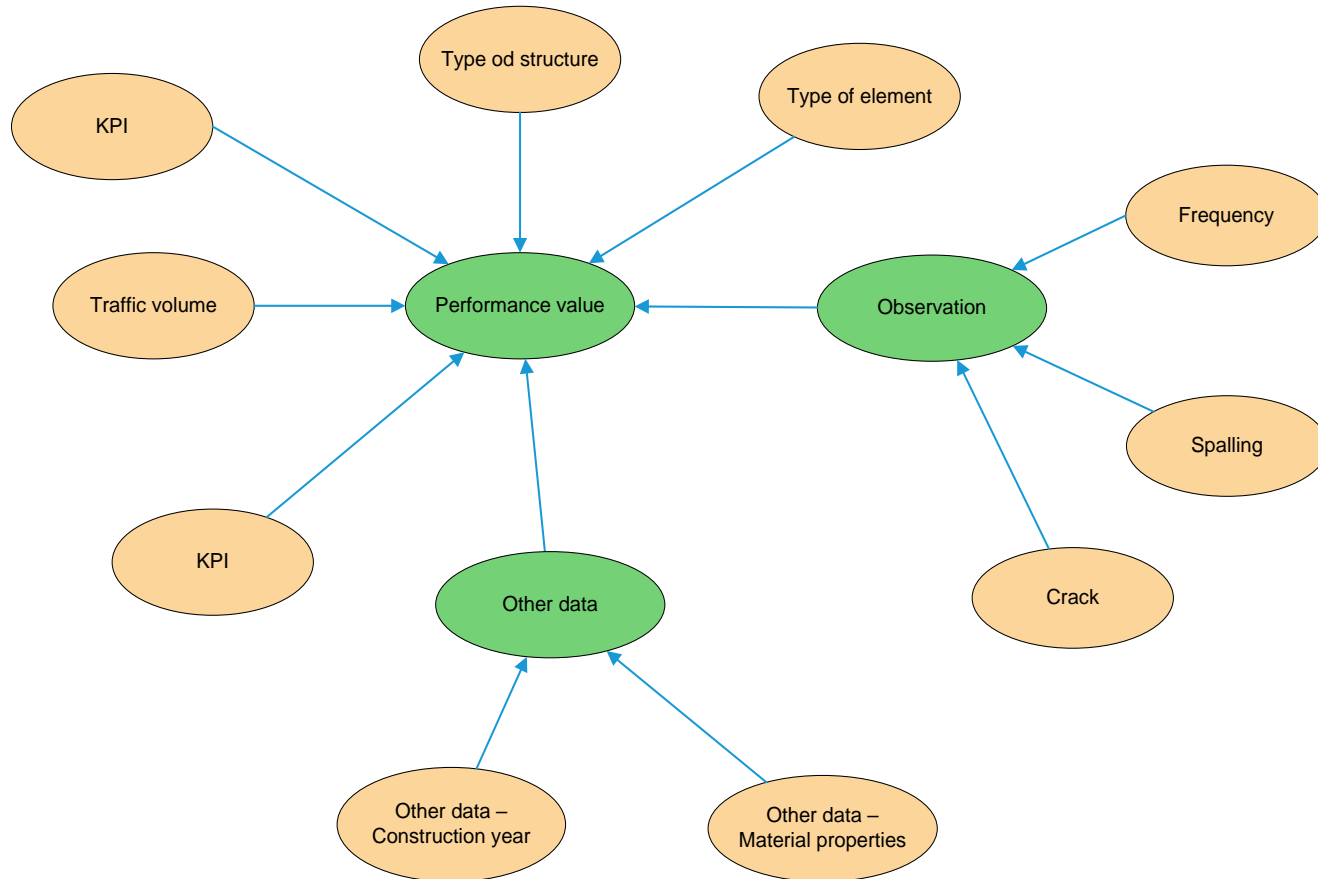 Type od structure
Type of element
KPI
Frequency
Traffic volume
Performance value
Observation
Spalling
KPI
Other data
Crack
Other data –
Construction year
Other data –
Material properties